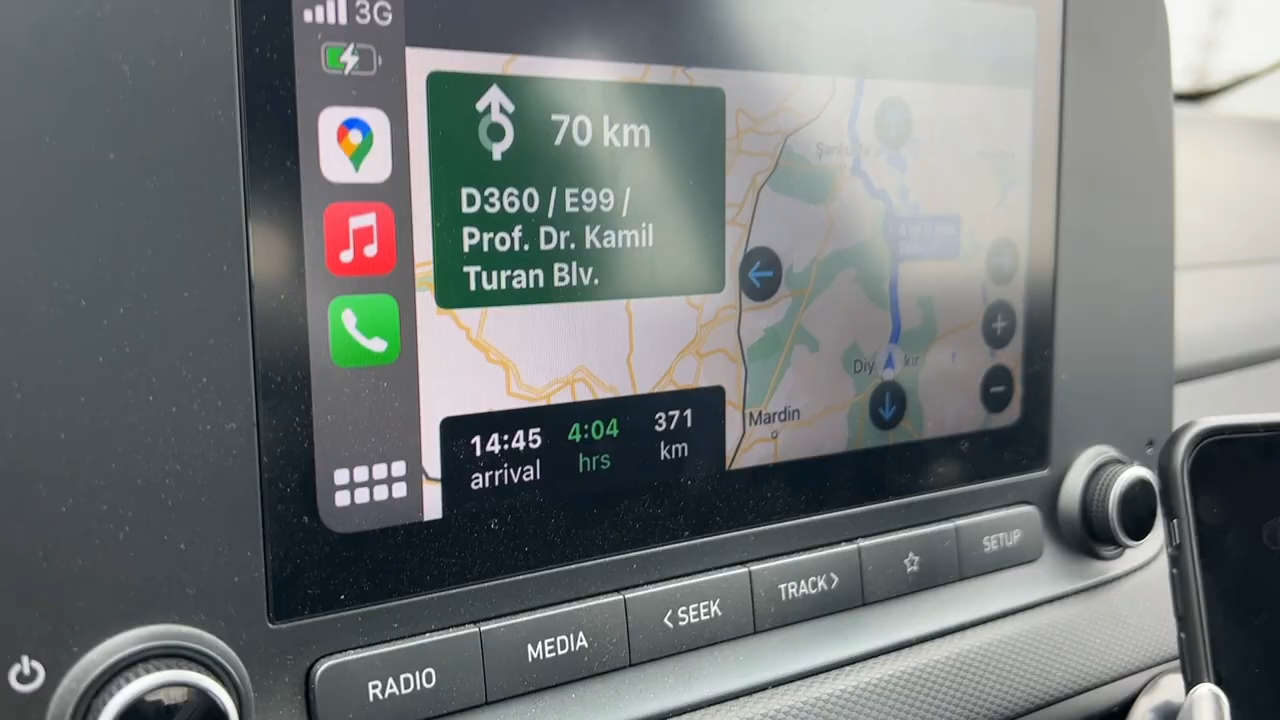 3G
70 km
D360 / E99 /
Prof. Dr. Kamil
Turan Blv.
Mardin
14:45
arrival
4:04
hrs
371
km
RADIO
MEDIA
SEEK
TRACK
SETUP